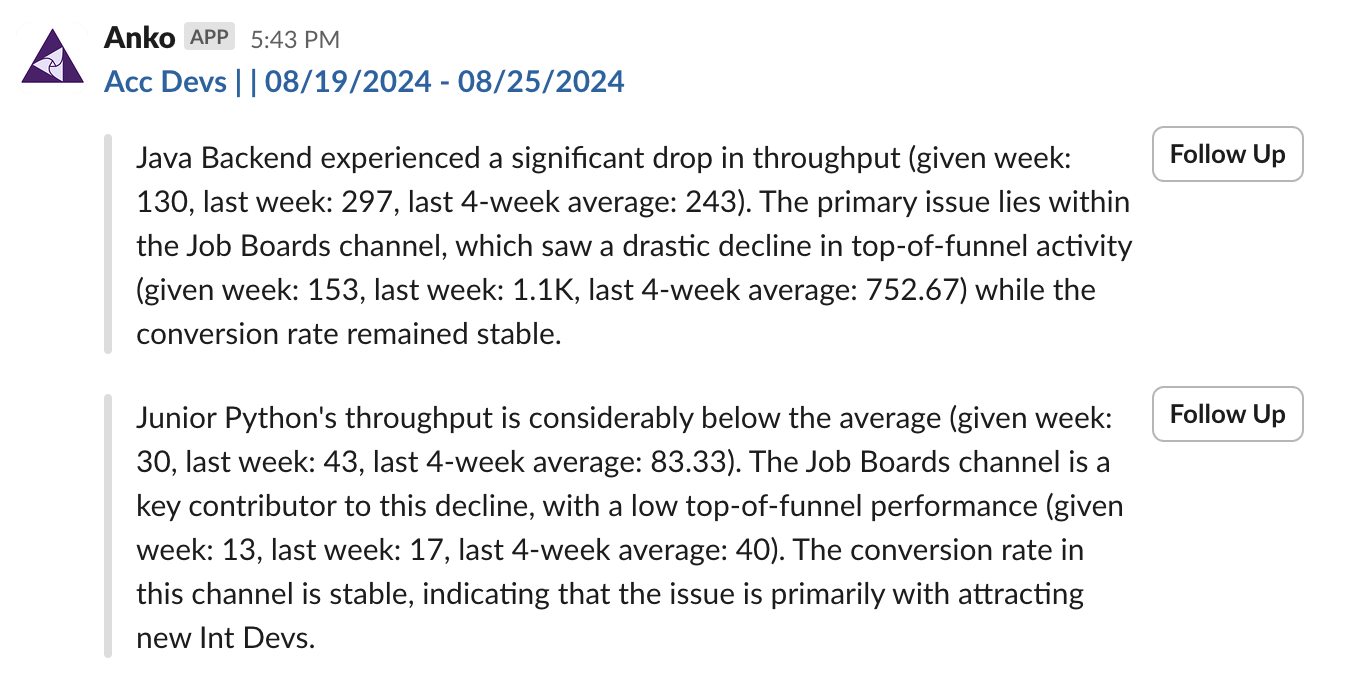 Anko APP 5:43 PM
Acc Devs | | 08/19/2024 - 08/25/2024
Java Backend experienced a significant drop in throughput (given week:
130, last week: 297, last 4-week average: 243). The primary issue lies within
the Job Boards channel, which saw a drastic decline in top-of-funnel activity
(given week: 153, last week: 1.1K, last 4-week average: 752.67) while the
conversion rate remained stable.
Follow Up
Junior Python's throughput is considerably below the average (given week:
30, last week: 43, last 4-week average: 83.33). The Job Boards channel is a
key contributor to this decline, with a low top-of-funnel performance (given
week: 13, last week: 17, last 4-week average: 40). The conversion rate in
this channel is stable, indicating that the issue is primarily with attracting
new Int Devs.
Follow Up